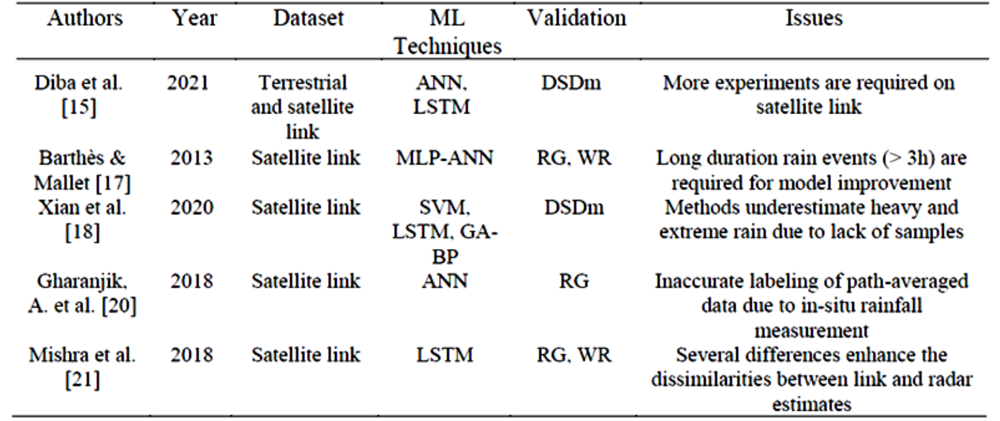 Authors Year Dataset ML Validation Issues
Techniques
Diba et al. 2021 Terrestrial ANN, DSDm More experiments are required on
[15] and satellite LSTM satellite link
link
Barthès & 2013 Satellite link MLP-ANN RG, WR Long duration rain events (> 3h) are
Mallet [17] required for model improvement
Xian et al. 2020 Satellite link SVM, DSDm Methods underestimate heavy and
[18] LSTM, GA- extreme rain due to lack of samples
BP
Gharanjik, 2018 Satellite link ANN RG Inaccurate labeling of path-averaged
A. et al. [20] data due to in-situ rainfall
measurement
Mishra et al. 2018 Satellite link LSTM RG, WR Several differences enhance the
[21] dissimilarities between link and radar
estimates